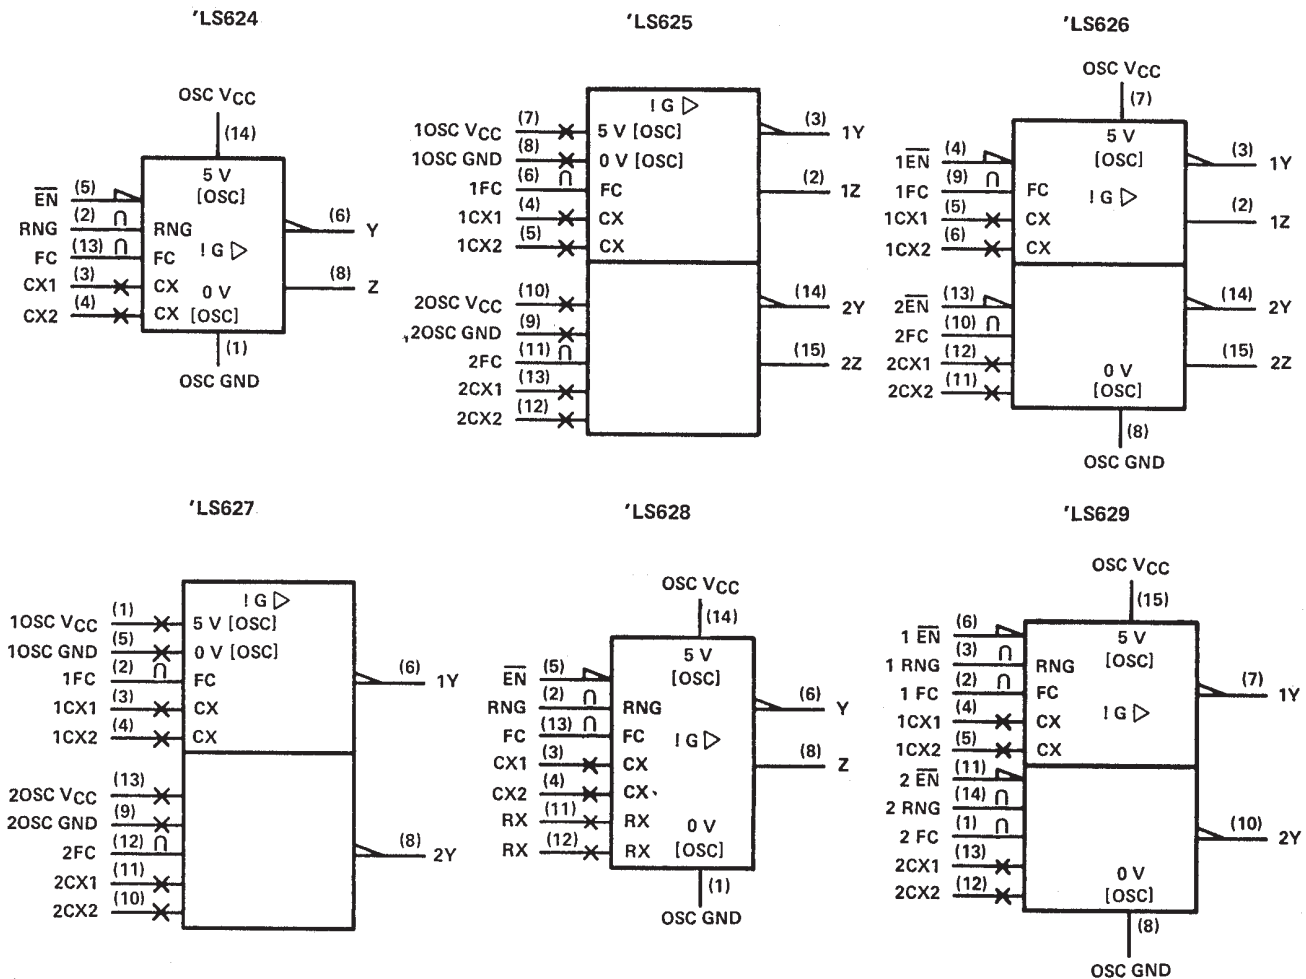 'LS624
OSC VCC
(14)
5 V
[OSC]
EN (5)
RNG (2) ∩ RNG
FC (13) ∩ FC
CX1 (3) CX
CX2 (4) CX
! G ▷
0 V
[OSC]
(6) Y
(8) Z
(1)
OSC GND
'LS625
! G ▷
1OSC VCC (7) 5 V [OSC]
1OSC GND (8) 0 V [OSC]
1FC (6) ∩ FC
1CX1 (4) CX
1CX2 (5) CX
(3) 1Y
(2) 1Z
2OSC VCC (10)
,2OSC GND (9)
2FC (11) ∩
2CX1 (13)
2CX2 (12)
(14) 2Y
(15) 2Z
'LS626
OSC VCC
(7)
5 V
[OSC]
1EN (4)
1FC (9) ∩ FC
1CX1 (5) CX
1CX2 (6) CX
! G ▷
(3) 1Y
(2) 1Z
2EN (13)
2FC (10) ∩
2CX1 (12)
2CX2 (11)
(14) 2Y
(15) 2Z
0 V
[OSC]
(8)
OSC GND
'LS627
! G ▷
1OSC VCC (1) 5 V [OSC]
1OSC GND (5) 0 V [OSC]
1FC (2) ∩ FC
1CX1 (3) CX
1CX2 (4) CX
(6) 1Y
2OSC VCC (13)
2OSC GND (9)
2FC (12) ∩
2CX1 (11)
2CX2 (10)
(8) 2Y
'LS628
OSC VCC
(14)
5 V
[OSC]
EN (5)
RNG (2) ∩ RNG
FC (13) ∩ FC
CX1 (3) CX
CX2 (4) CX
RX (11) RX
RX (12) RX
! G ▷
0 V
[OSC]
(6) Y
(8) Z
(1)
OSC GND
'LS629
OSC VCC
(15)
5 V
[OSC]
1 EN (6)
1 RNG (3) ∩ RNG
1 FC (2) ∩ FC
1CX1 (4) CX
1CX2 (5) CX
! G ▷
(7) 1Y
2 EN (11)
2 RNG (14) ∩
2 FC (1) ∩
2CX1 (13)
2CX2 (12)
(10) 2Y
0 V
[OSC]
(8)
OSC GND